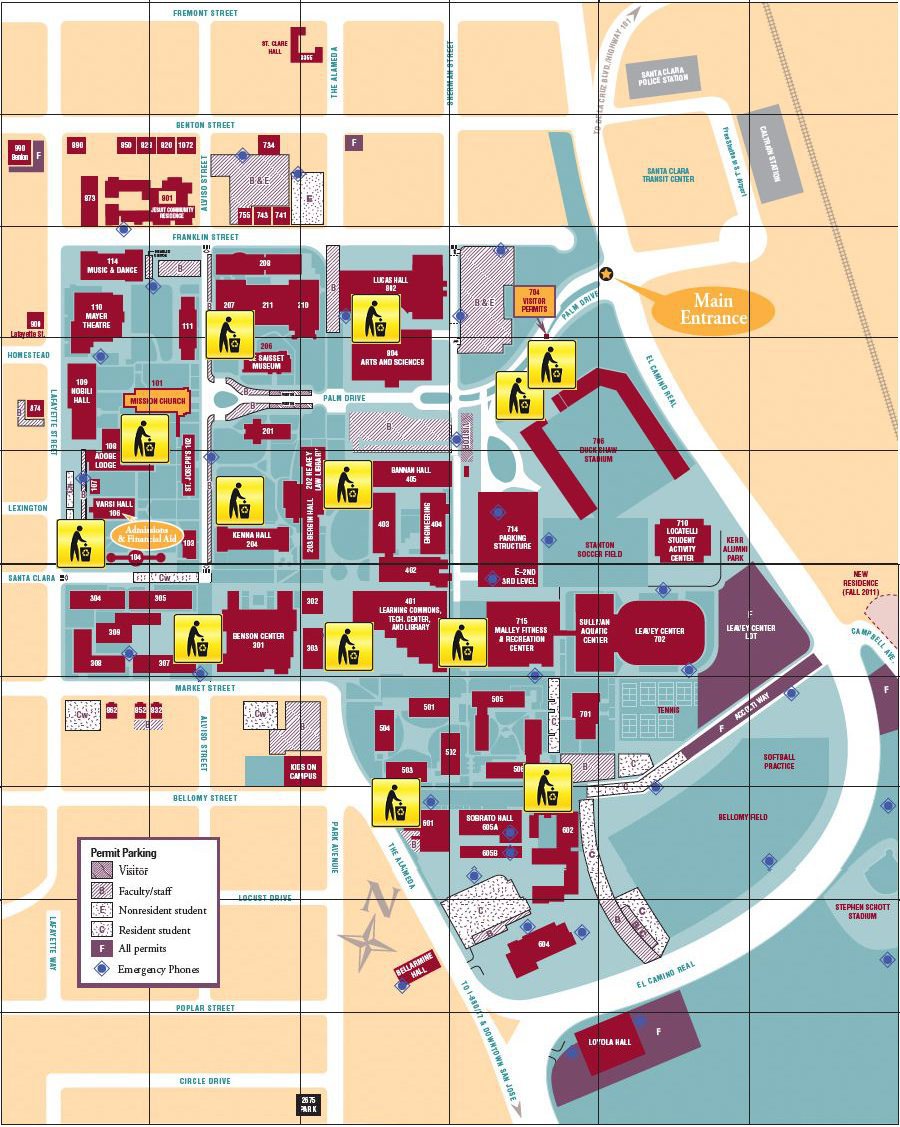 FREMONT STREET
ST. CLARE
HALL
THE ALAMEDA
SHERMAN STREET
TO DE LA CRUZ BLVD./HIGHWAY 101
SANTA CLARA
POLICE STATION
CALTRAIN STATION
SANTA CLARA
TRANSIT CENTER
Free Shuttle to S.J. Airport
BENTON STREET
990
Benton
F
890
850
820
1072
734
F
ALVISO STREET
B & E
E
973
901
JESUIT COMMUNITY
RESIDENCE
755
743
741
FRANKLIN STREET
114
MUSIC & DANCE
B
208
B
LUCAS HALL
802
B & E
704
VISITOR
PERMITS
PALM DRIVE
Main
Entrance
900
Lafayette St.
110
MAYER
THEATRE
111
207
211
210
206
MUSEUM
804
ARTS AND SCIENCES
HOMESTEAD
LAFAYETTE STREET
109
NOBILI
HALL
101
MISSION CHURCH
B
B
PALM DRIVE
B
VISITOR
EL CAMINO REAL
874
706
BUCK SHAW
STADIUM
201
ADOBE
LODGE
ST. JOSEPH'S 102
202 HEAFEY
LAW LIBRARY
BANNAN HALL
405
107
VARSI HALL
106
Admissions
& Financial Aid
LEXINGTON
103
104
KENNA HALL
204
203 BERGIN HALL
403
ENGINEERING
404
402
714
PARKING
STRUCTURE
E–2ND
3RD LEVEL
STANTON
SOCCER FIELD
710
LOCATELLI
STUDENT
ACTIVITY
CENTER
KERR
ALUMNI
PARK
SANTA CLARA
Cw
304
305
308
307
BENSON CENTER
301
302
303
401
LEARNING COMMONS,
TECH. CENTER,
AND LIBRARY
715
MALLEY FITNESS
& RECREATION
CENTER
SULLIVAN
AQUATIC
CENTER
LEAVEY CENTER
702
F
LEAVEY CENTER
LOT
NEW
RESIDENCE
(FALL 2011)
CAMPBELL AVE.
F
MARKET STREET
Cw
862
852
832
B
ALVISO STREET
Cw
B
KIDS ON
CAMPUS
504
501
505
701
C
TENNIS
ACCOLTI WAY
F
503
B
C
C
SOFTBALL
PRACTICE
BELLOMY STREET
BELLOMY FIELD
601
B
SOBRATO HALL
605A
605B
602
C
PARK AVENUE
THE ALAMEDA
Permit Parking
Visitor
B Faculty/staff
E Nonresident student
C Resident student
F All permits
Emergency Phones
LOCUST DRIVE
LAFAYETTE WAY
N
C
B
C
B
604
STEPHEN SCHOTT
STADIUM
BELLARMINE
HALL
EL CAMINO REAL
POPLAR STREET
TO I-880/17 & DOWNTOWN SAN JOSE
LOYOLA HALL
F
CIRCLE DRIVE
2675
PARK